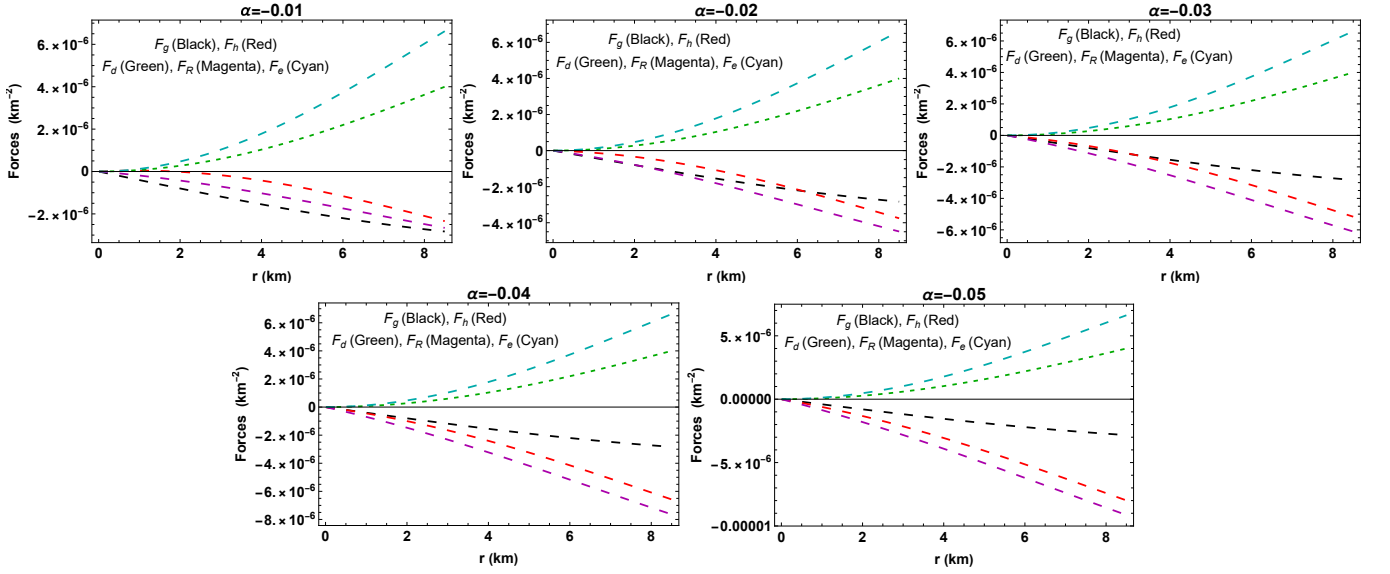 α=−0.01
F_g (Black), F_h (Red)
F_d (Green), F_R (Magenta), F_e (Cyan)
Forces (km⁻²)
6.×10⁻⁶
4.×10⁻⁶
2.×10⁻⁶
0
−2.×10⁻⁶
0 2 4 6 8
r (km)
α=−0.02
F_g (Black), F_h (Red)
F_d (Green), F_R (Magenta), F_e (Cyan)
Forces (km⁻²)
6.×10⁻⁶
4.×10⁻⁶
2.×10⁻⁶
0
−2.×10⁻⁶
−4.×10⁻⁶
0 2 4 6 8
r (km)
α=−0.03
F_g (Black), F_h (Red)
F_d (Green), F_R (Magenta), F_e (Cyan)
Forces (km⁻²)
6.×10⁻⁶
4.×10⁻⁶
2.×10⁻⁶
0
−2.×10⁻⁶
−4.×10⁻⁶
−6.×10⁻⁶
0 2 4 6 8
r (km)
α=−0.04
F_g (Black), F_h (Red)
F_d (Green), F_R (Magenta), F_e (Cyan)
Forces (km⁻²)
6.×10⁻⁶
4.×10⁻⁶
2.×10⁻⁶
0
−2.×10⁻⁶
−4.×10⁻⁶
−6.×10⁻⁶
−8.×10⁻⁶
0 2 4 6 8
r (km)
α=−0.05
F_g (Black), F_h (Red)
F_d (Green), F_R (Magenta), F_e (Cyan)
Forces (km⁻²)
5.×10⁻⁶
0.00000
−5.×10⁻⁶
−0.00001
0 2 4 6 8
r (km)